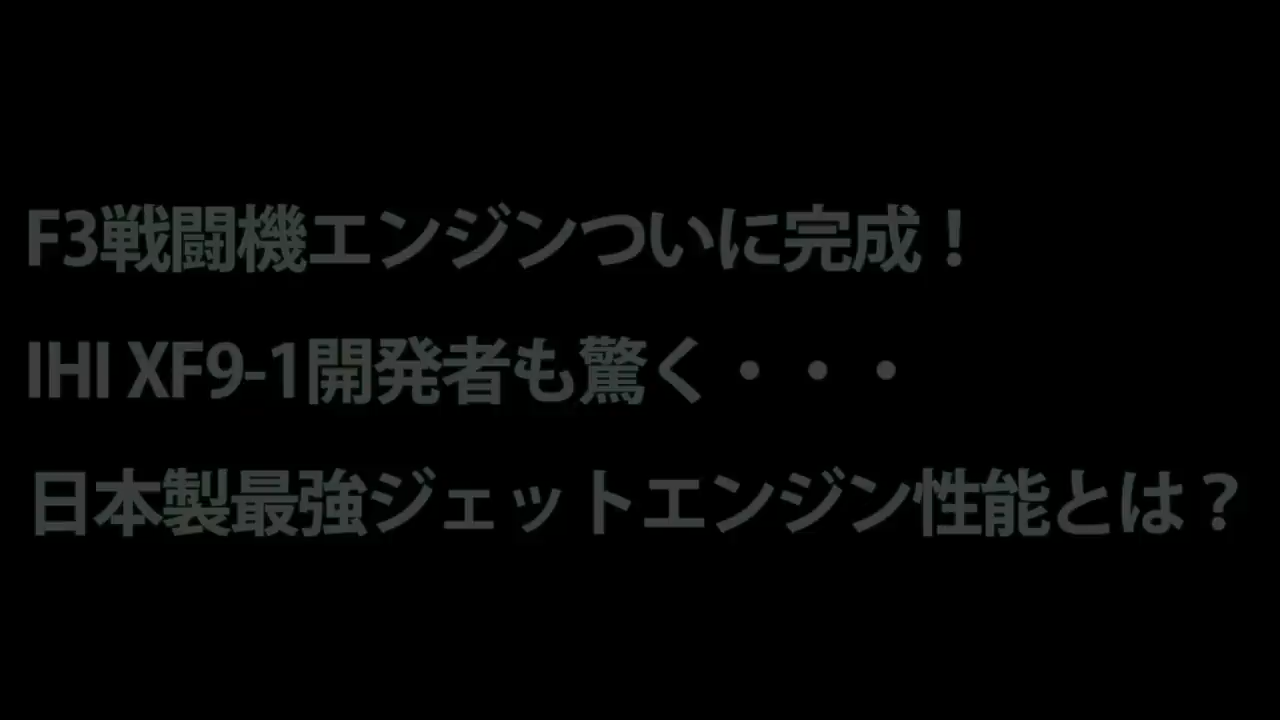 F3戦闘機エンジンついに完成！
IHI XF9-1開発者も驚く・・・
日本製最強ジェットエンジン性能とは？